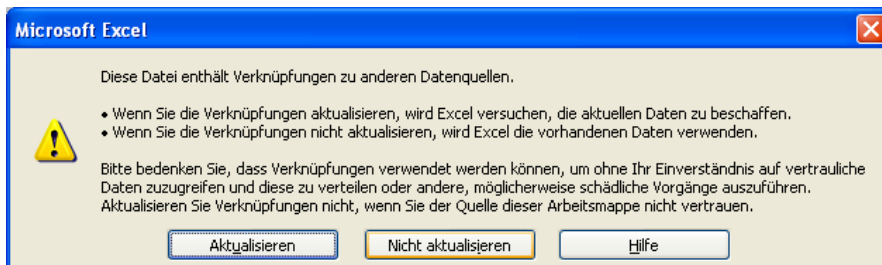 Microsoft Excel
Diese Datei enthält Verknüpfungen zu anderen Datenquellen.
• Wenn Sie die Verknüpfungen aktualisieren, wird Excel versuchen, die aktuellen Daten zu beschaffen.
• Wenn Sie die Verknüpfungen nicht aktualisieren, wird Excel die vorhandenen Daten verwenden.
Bitte bedenken Sie, dass Verknüpfungen verwendet werden können, um ohne Ihr Einverständnis auf vertrauliche
Daten zuzugreifen und diese zu verteilen oder andere, möglicherweise schädliche Vorgänge auszuführen.
Aktualisieren Sie Verknüpfungen nicht, wenn Sie der Quelle dieser Arbeitsmappe nicht vertrauen.
Aktualisieren Nicht aktualisieren Hilfe